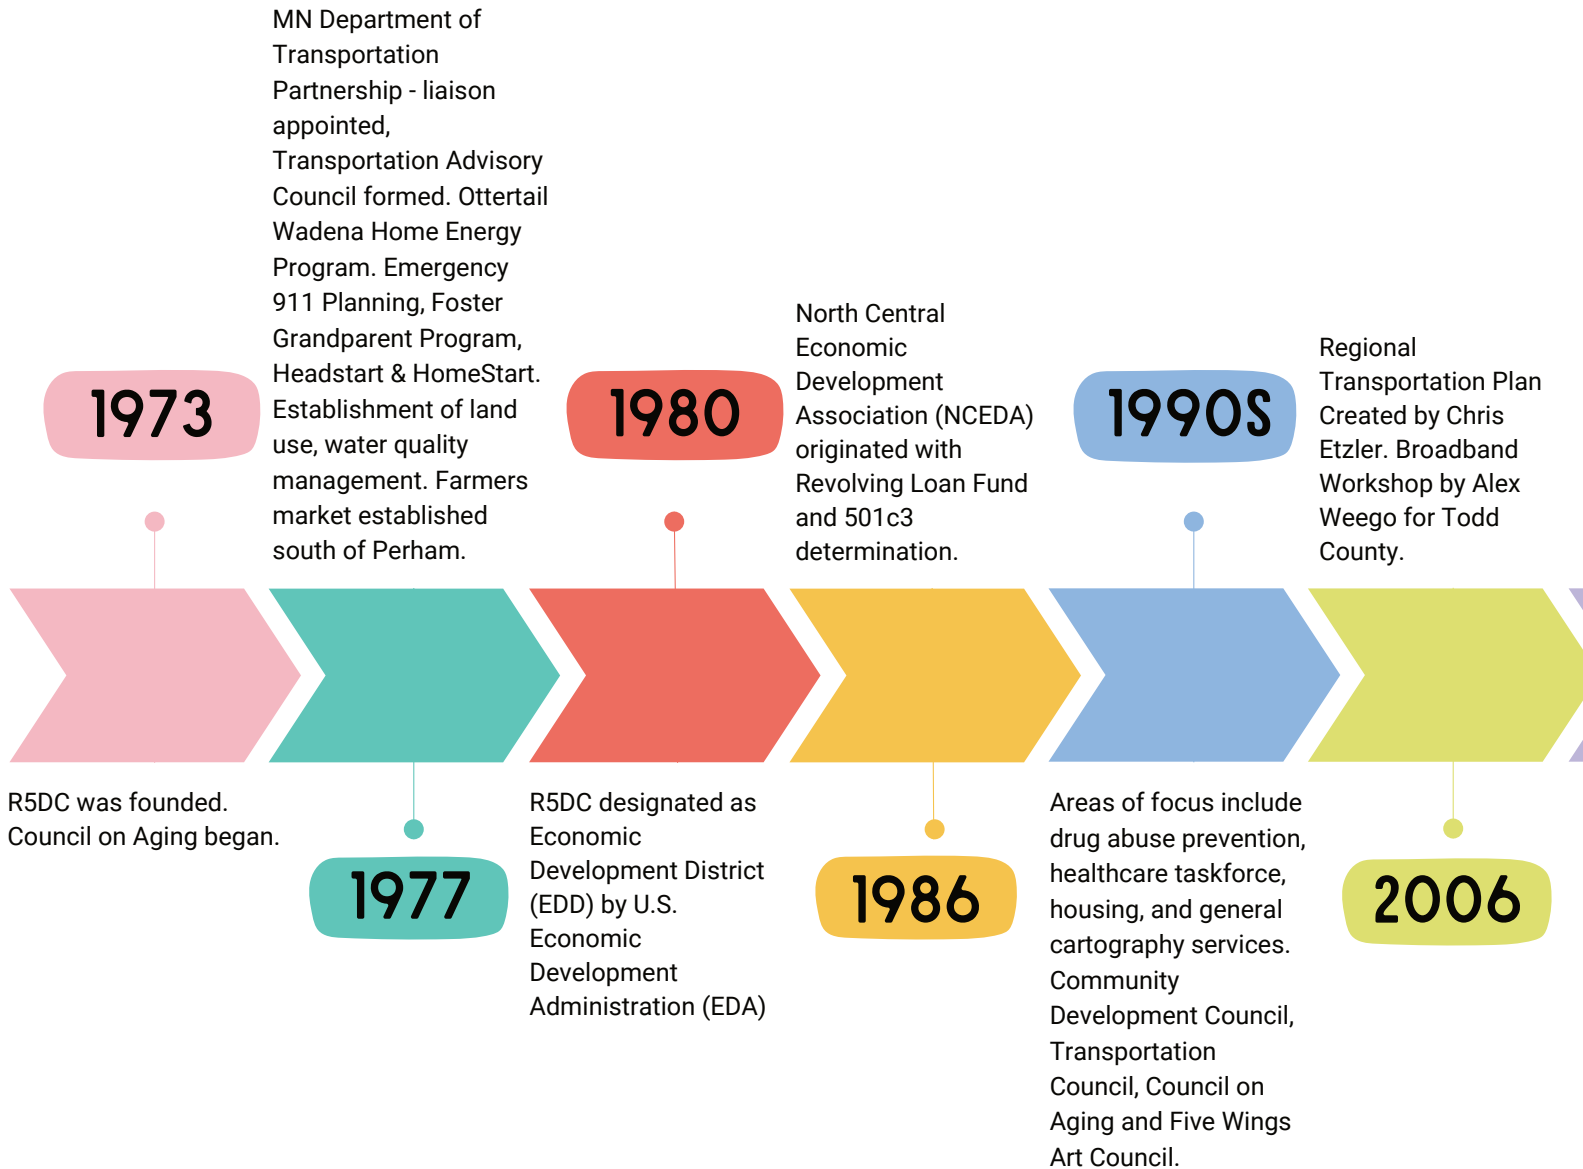 1973
R5DC was founded.
Council on Aging began.
MN Department of
Transportation
Partnership - liaison
appointed,
Transportation Advisory
Council formed. Ottertail
Wadena Home Energy
Program. Emergency
911 Planning, Foster
Grandparent Program,
Headstart & HomeStart.
Establishment of land
use, water quality
management. Farmers
market established
south of Perham.
1977
1980
R5DC designated as
Economic
Development District
(EDD) by U.S.
Economic
Development
Administration (EDA)
North Central
Economic
Development
Association (NCEDA)
originated with
Revolving Loan Fund
and 501c3
determination.
1986
1990S
Areas of focus include
drug abuse prevention,
healthcare taskforce,
housing, and general
cartography services.
Community
Development Council,
Transportation
Council, Council on
Aging and Five Wings
Art Council.
Regional
Transportation Plan
Created by Chris
Etzler. Broadband
Workshop by Alex
Weego for Todd
County.
2006